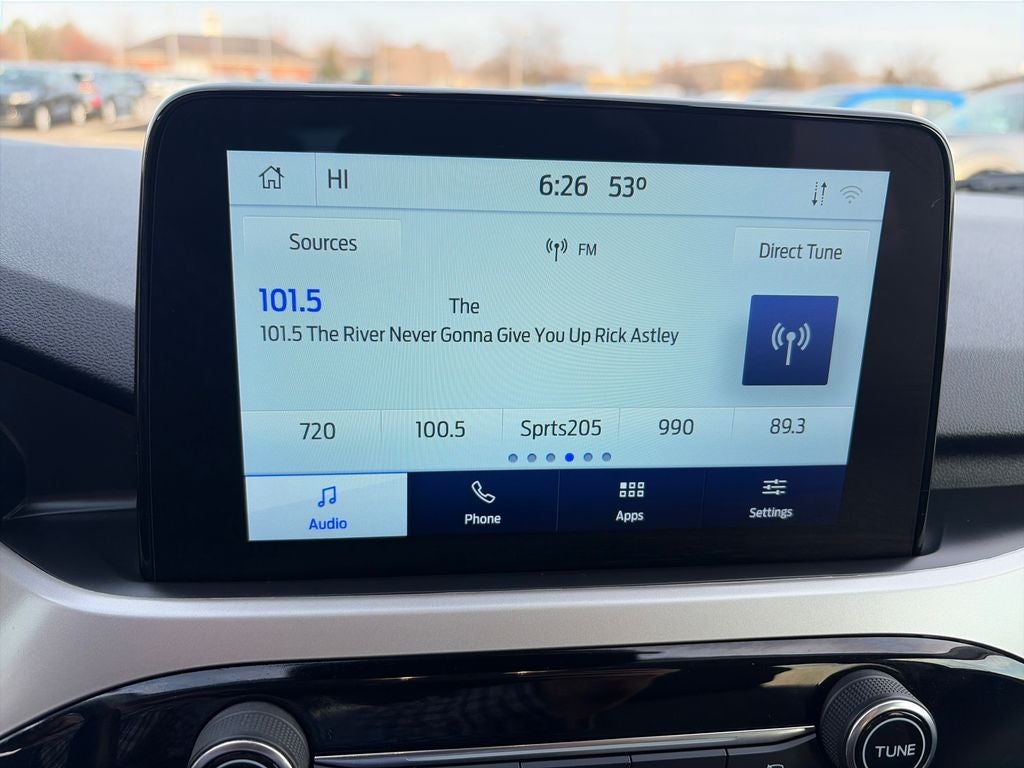 HI 6:26 53º
Sources FM Direct Tune
101.5 The
101.5 The River Never Gonna Give You Up Rick Astley
720 100.5 Sprts205 990 89.3
Audio Phone Apps Settings
TUNE